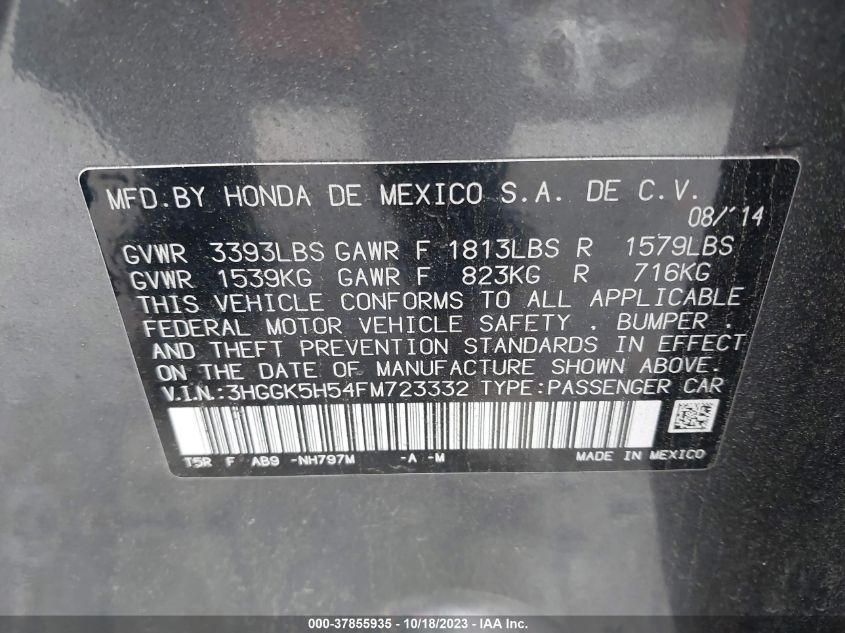 MFD.BY HONDA DE MEXICO S.A. DE C.V.
08/'14
GVWR 3393LBS GAWR F 1813LBS R 1579LBS
GVWR 1539KG GAWR F 823KG R 716KG
THIS VEHICLE CONFORMS TO ALL APPLICABLE
FEDERAL MOTOR VEHICLE SAFETY . BUMPER .
AND THEFT PREVENTION STANDARDS IN EFFECT
ON THE DATE OF MANUFACTURE SHOWN ABOVE.
V.I.N.:3HGGK5H54FM723332 TYPE:PASSENGER CAR
T5R F AB9 -NH797M -A -M MADE IN MEXICO
000-37855935 | 10/18/2023 | IAA Inc.